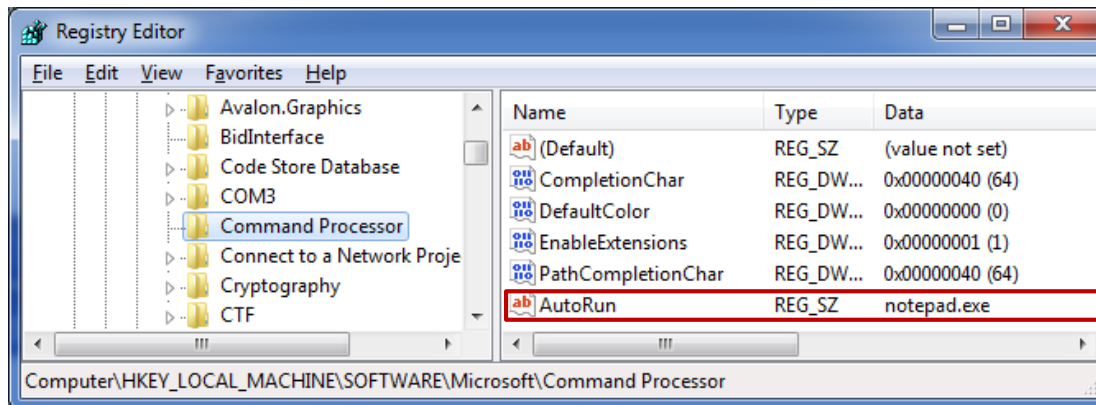 Registry Editor
File Edit View Favorites Help
Avalon.Graphics
BidInterface
Code Store Database
COM3
Command Processor
Connect to a Network Proje
Cryptography
CTF
Name Type Data
ab (Default) REG_SZ (value not set)
CompletionChar REG_DW... 0x00000040 (64)
DefaultColor REG_DW... 0x00000000 (0)
EnableExtensions REG_DW... 0x00000001 (1)
PathCompletionChar REG_DW... 0x00000040 (64)
ab AutoRun REG_SZ notepad.exe
Computer\HKEY_LOCAL_MACHINE\SOFTWARE\Microsoft\Command Processor